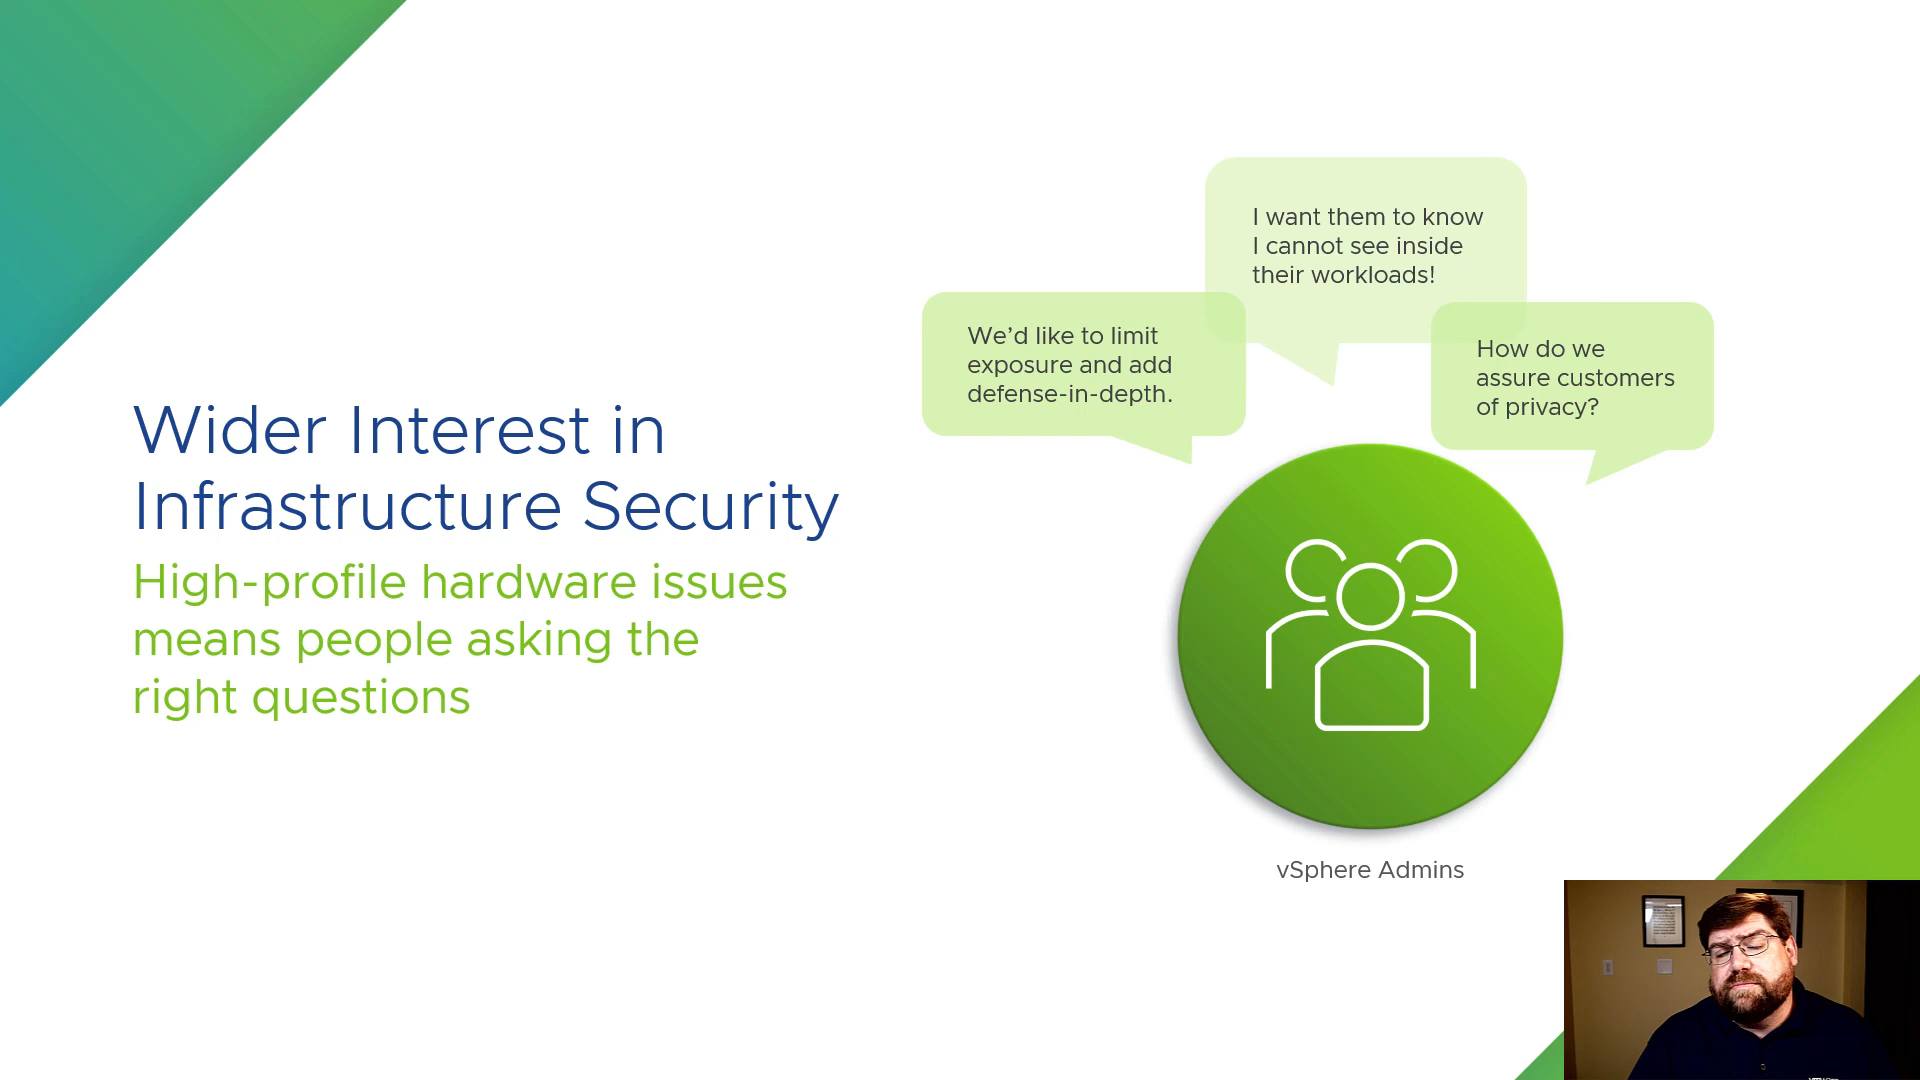 Wider Interest in
Infrastructure Security
High-profile hardware issues
means people asking the
right questions
I want them to know
I cannot see inside
their workloads!
We’d like to limit
exposure and add
defense-in-depth.
How do we
assure customers
of privacy?
vSphere Admins